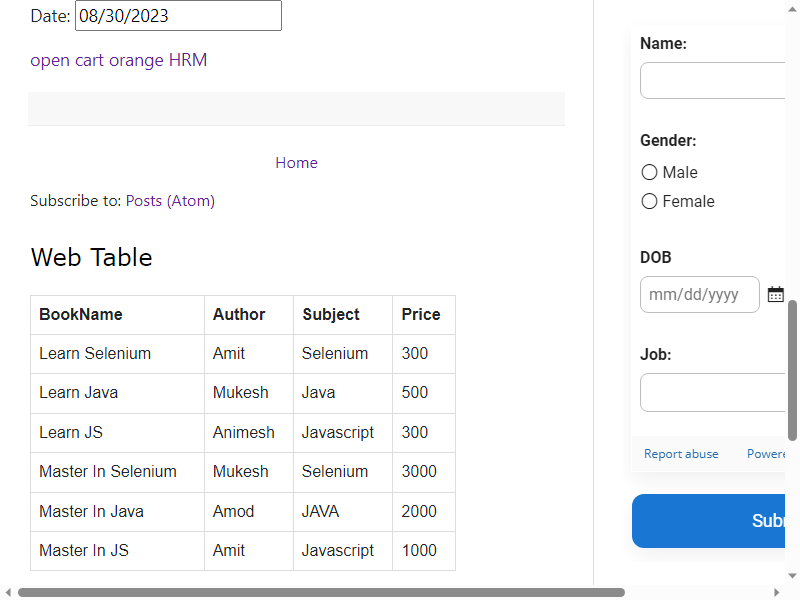 Date: 08/30/2023
open cart orange HRM
Home
Subscribe to: Posts (Atom)
Web Table
BookName Author Subject Price
Learn Selenium Amit Selenium 300
Learn Java Mukesh Java 500
Learn JS Animesh Javascript 300
Master In Selenium Mukesh Selenium 3000
Master In Java Amod JAVA 2000
Master In JS Amit Javascript 1000
Name:
Gender:
Male
Female
DOB
mm/dd/yyyy
Job:
Report abuse